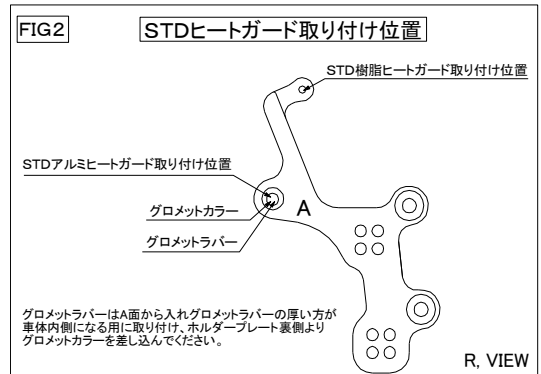 FIG2
STDヒートガード取り付け位置
STD樹脂ヒートガード取り付け位置
STDアルミヒートガード取り付け位置
グロメットカラー
A
グロメットラバー
グロメットラバーはA面から入れグロメットラバーの厚い方が
車体内側になる用に取り付け、ホルダープレート裏側より
グロメットカラーを差し込んでください。
R, VIEW